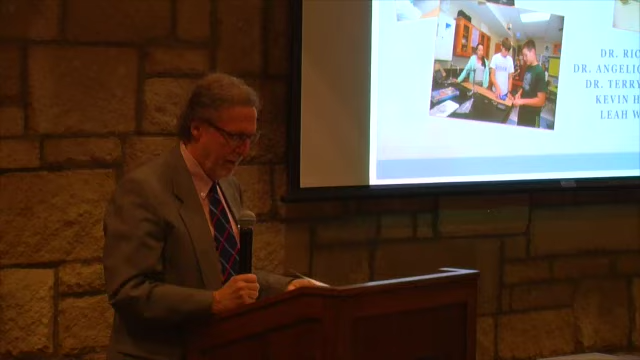 DR. RIC
DR. ANGELIC
DR. TERRY
KEVIN H
LEAH W